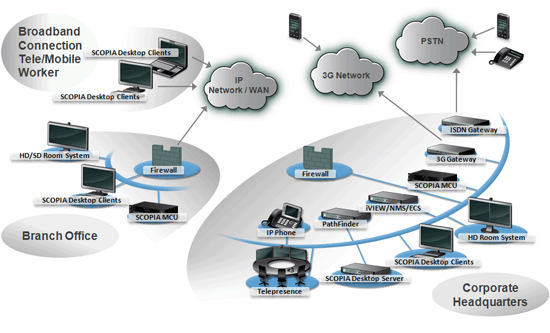 Broadband
Connection
Tele/Mobile
Worker
SCOPIA Desktop Clients
SCOPIA Desktop Clients
IP
Network / WAN
3G Network
PSTN
ISDN Gateway
3G Gateway
SCOPIA MCU
HD/SD Room System
Firewall
SCOPIA Desktop Clients
SCOPIA MCU
Branch Office
Firewall
iVIEW/NMS/ECS
PathFinder
IP Phone
HD Room System
SCOPIA Desktop Clients
SCOPIA Desktop Server
Telepresence
Corporate
Headquarters